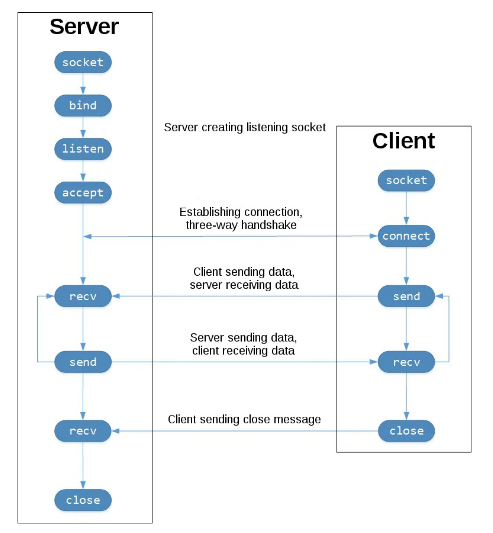 Server
socket
bind
listen
accept
Server creating listening socket
Client
socket
Establishing connection,
three-way handshake
connect
Client sending data,
server receiving data
recv
send
Server sending data,
client receiving data
send
recv
Client sending close message
recv
close
close